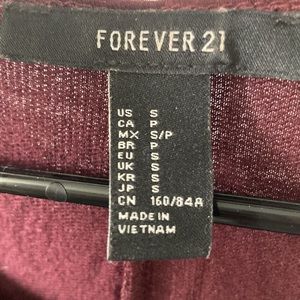 FOREVER 21
US S
CA P
MX S/P
BR P
EU S
UK S
KR S
JP S
CN 160/84A
MADE IN
VIETNAM